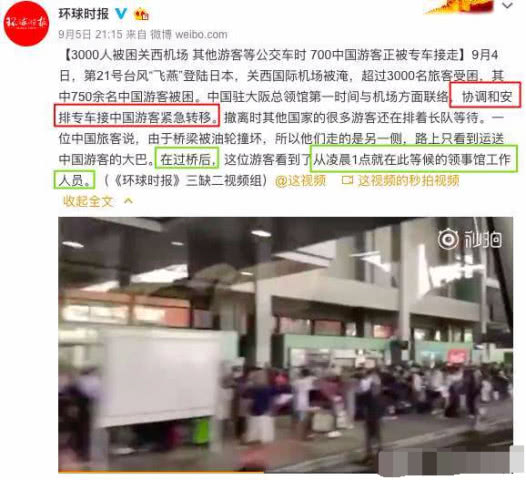 环球时报
环球时报
9月5日 21:15 来自 微博 weibo.com
【3000人被困关西机场 其他游客等公交车时 700中国游客正被专车接走】9月4
日，第21号台风“飞燕”登陆日本，关西国际机场被淹，超过3000名旅客受困，其
中750余名中国游客被困。中国驻大阪总领馆第一时间与机场方面联络，协调和安
排专车接中国游客紧急转移。撤离时其他国家的很多游客还在排着长队等待。一
位中国旅客说，由于桥梁被油轮撞坏，所以他们走的是另一侧，路上只看到运送
中国游客的大巴。在过桥后，这位游客看到了从凌晨1点就在此等候的领事馆工作
人员。（《环球时报》三缺二视频组）@这视频 这视频的秒拍视频
收起全文
秒拍